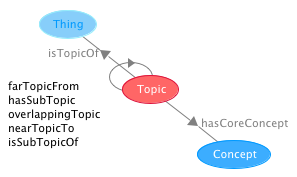 Thing
isTopicOf
farTopicFrom
hasSubTopic
overlappingTopic
nearTopicTo
isSubTopicOf
Topic
hasCoreConcept
Concept